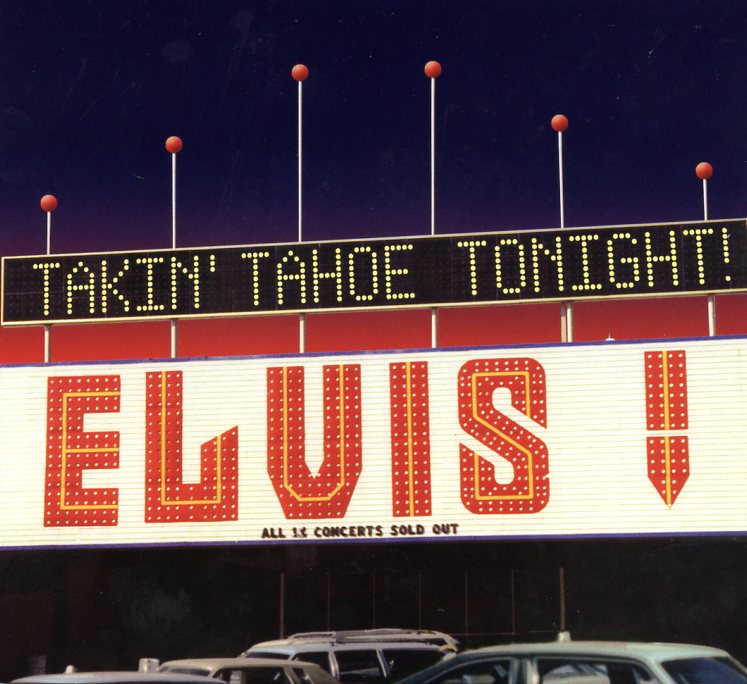 TAKIN' TAHOE TONIGHT!
ELVIS !
ALL CONCERTS SOLD OUT